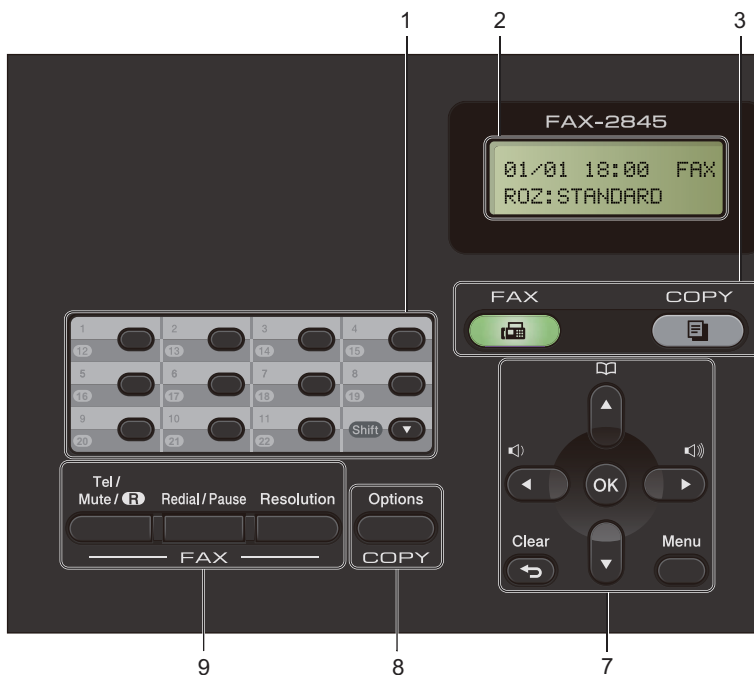 1 2 3
FAX-2845
01/01 18:00 FAX
ROZ:STANDARD
FAX COPY
1 2 3 4
12 13 14 15
5 6 7 8
16 17 18 19
9 10 11 Shift
20 21 22
Tel /
Mute / R Redial / Pause Resolution
FAX
Options
COPY
OK
Clear Menu
9 8 7